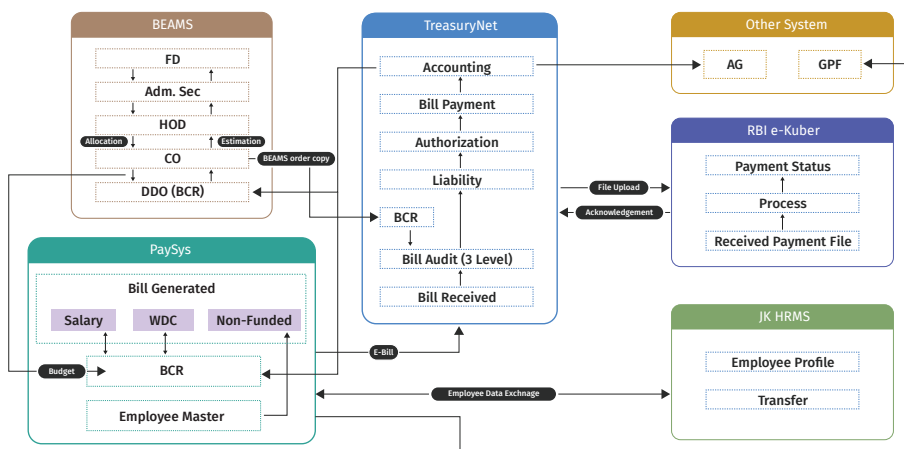 BEAMS
FD
Adm. Sec
HOD
Allocation
Estimation
CO
BEAMS order copy
DDO (BCR)
TreasuryNet
Accounting
Bill Payment
Authorization
Liability
BCR
Bill Audit (3 Level)
Bill Received
Other System
AG
GPF
RBI e-Kuber
Payment Status
Process
Received Payment File
File Upload
Acknowledgement
PaySys
Bill Generated
Salary
WDC
Non-Funded
Budget
BCR
Employee Master
E-Bill
Employee Data Exchnage
JK HRMS
Employee Profile
Transfer